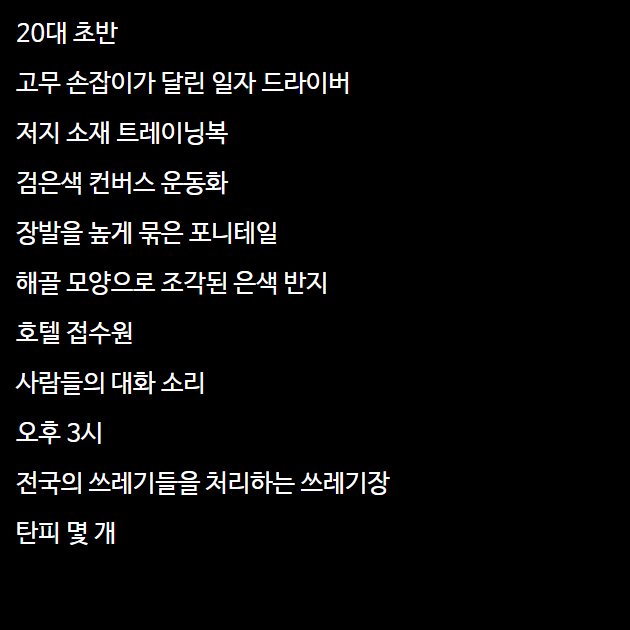 20대 초반
고무 손잡이가 달린 일자 드라이버
저지 소재 트레이닝복
검은색 컨버스 운동화
장발을 높게 묶은 포니테일
해골 모양으로 조각된 은색 반지
호텔 접수원
사람들의 대화 소리
오후 3시
전국의 쓰레기들을 처리하는 쓰레기장
탄피 몇 개